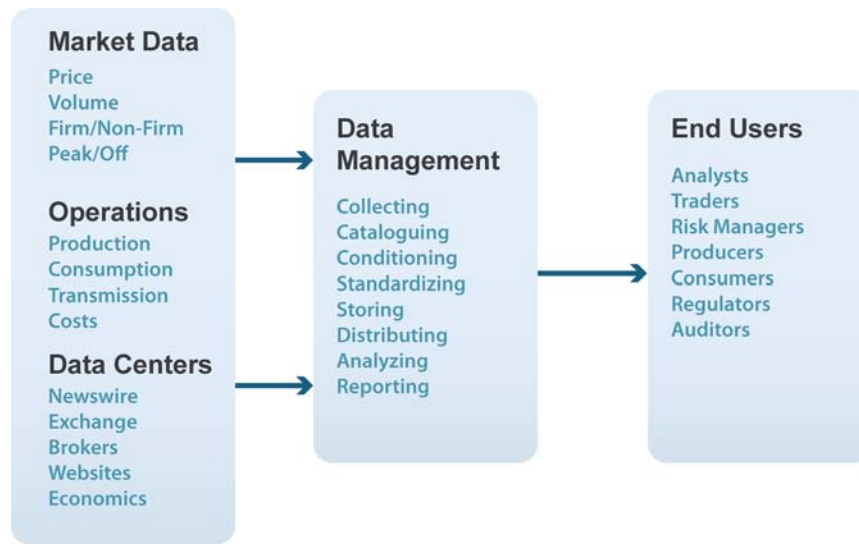 Market Data
Price
Volume
Firm/Non-Firm
Peak/Off
Operations
Production
Consumption
Transmission
Costs
Data Centers
Newswire
Exchange
Brokers
Websites
Economics
Data
Management
Collecting
Cataloguing
Conditioning
Standardizing
Storing
Distributing
Analyzing
Reporting
End Users
Analysts
Traders
Risk Managers
Producers
Consumers
Regulators
Auditors